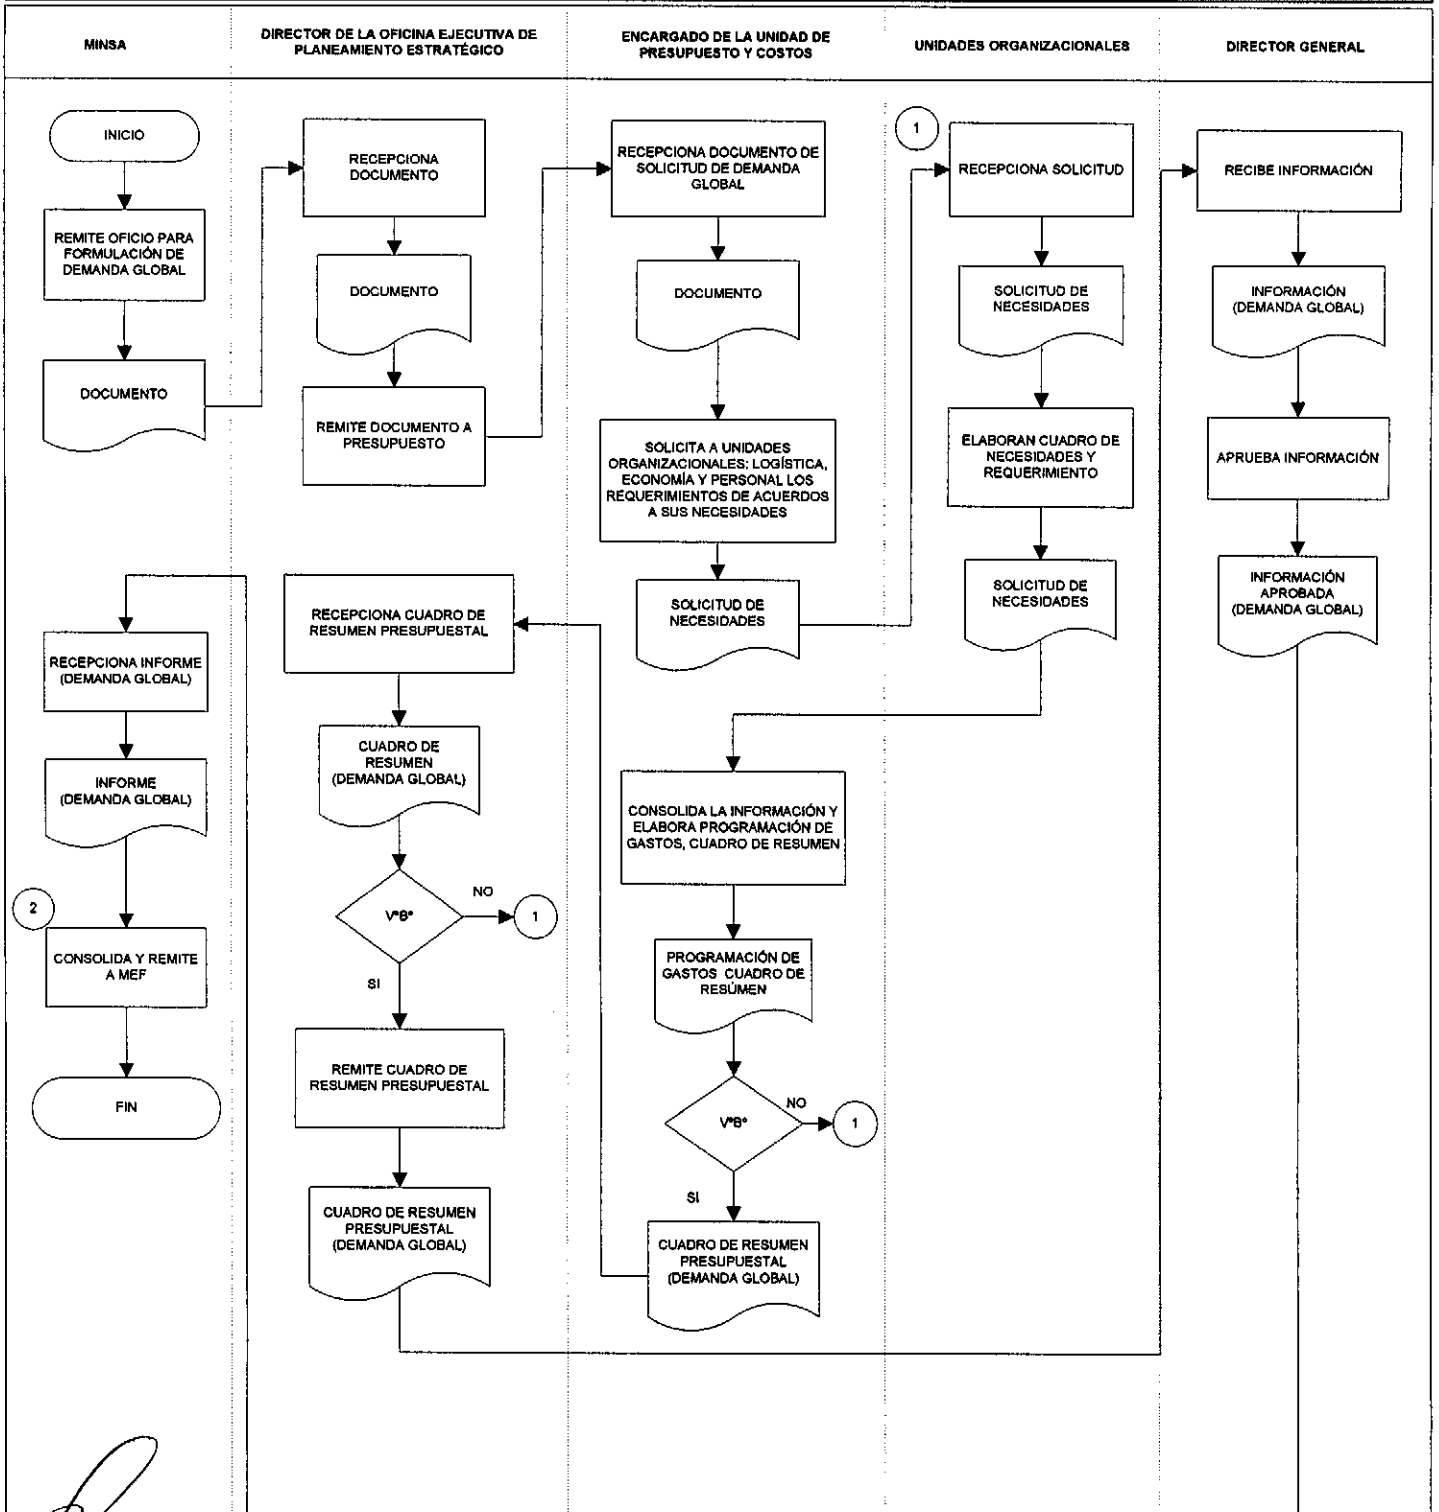 MINSA
DIRECTOR DE LA OFICINA EJECUTIVA DE
PLANEAMIENTO ESTRATÉGICO
ENCARGADO DE LA UNIDAD DE
PRESUPUESTO Y COSTOS
UNIDADES ORGANIZACIONALES
DIRECTOR GENERAL
INICIO
REMITE OFICIO PARA
FORMULACIÓN DE
DEMANDA GLOBAL
DOCUMENTO
RECEPCIONA INFORME
(DEMANDA GLOBAL)
INFORME
(DEMANDA GLOBAL)
2
CONSOLIDA Y REMITE
A MEF
FIN
RECEPCIONA
DOCUMENTO
DOCUMENTO
REMITE DOCUMENTO A
PRESUPUESTO
RECEPCIONA CUADRO DE
RESUMEN PRESUPUESTAL
CUADRO DE
RESUMEN
(DEMANDA GLOBAL)
V°B°
NO
1
SI
REMITE CUADRO DE
RESUMEN PRESUPUESTAL
CUADRO DE RESUMEN
PRESUPUESTAL
(DEMANDA GLOBAL)
RECEPCIONA DOCUMENTO DE
SOLICITUD DE DEMANDA
GLOBAL
DOCUMENTO
SOLICITA A UNIDADES
ORGANIZACIONALES: LOGÍSTICA,
ECONOMÍA Y PERSONAL LOS
REQUERIMIENTOS DE ACUERDOS
A SUS NECESIDADES
SOLICITUD DE
NECESIDADES
CONSOLIDA LA INFORMACIÓN Y
ELABORA PROGRAMACIÓN DE
GASTOS, CUADRO DE RESUMEN
PROGRAMACIÓN DE
GASTOS CUADRO DE
RESÚMEN
V°B°
NO
1
SI
CUADRO DE RESUMEN
PRESUPUESTAL
(DEMANDA GLOBAL)
1
RECEPCIONA SOLICITUD
SOLICITUD DE
NECESIDADES
ELABORAN CUADRO DE
NECESIDADES Y
REQUERIMIENTO
SOLICITUD DE
NECESIDADES
RECIBE INFORMACIÓN
INFORMACIÓN
(DEMANDA GLOBAL)
APRUEBA INFORMACIÓN
INFORMACIÓN
APROBADA
(DEMANDA GLOBAL)